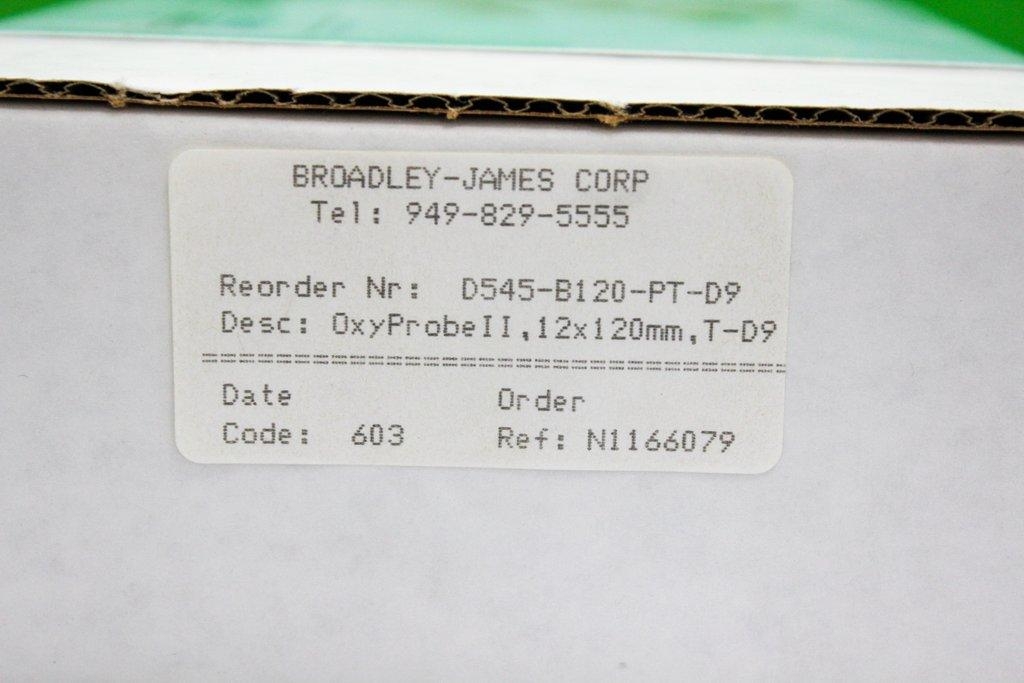 BROADLEY-JAMES CORP
Tel: 949-829-5555
Reorder Nr: D545-B120-PT-D9
Desc: OxyProbeII,12x120mm,T-D9
Date Order
Code: 603 Ref: N1166079